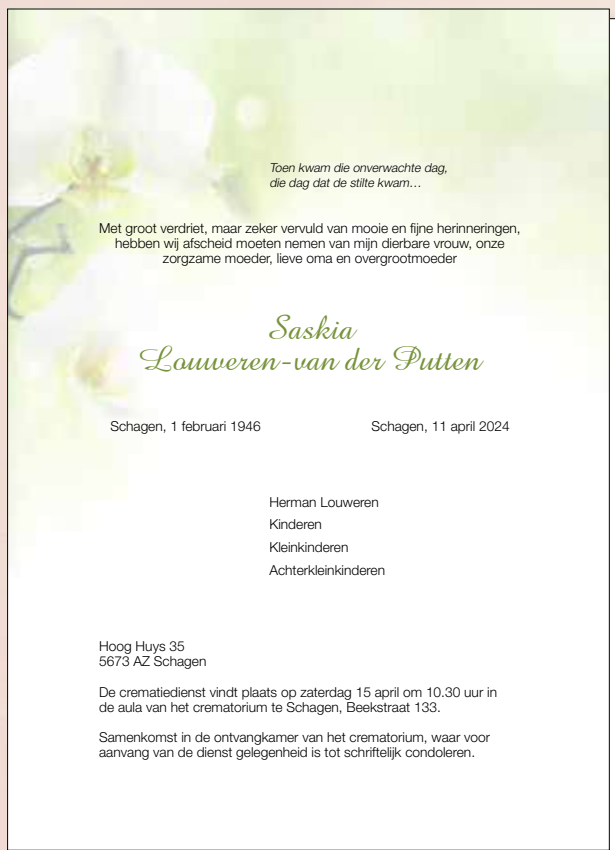 Toen kwam die onverwachte dag,
die dag dat de stilte kwam…
Met groot verdriet, maar zeker vervuld van mooie en fijne herinneringen,
hebben wij afscheid moeten nemen van mijn dierbare vrouw, onze
zorgzame moeder, lieve oma en overgrootmoeder
Saskia
Louweren-van der Putten
Schagen, 1 februari 1946 Schagen, 11 april 2024
Herman Louweren
Kinderen
Kleinkinderen
Achterkleinkinderen
Hoog Huys 35
5673 AZ Schagen
De crematiedienst vindt plaats op zaterdag 15 april om 10.30 uur in
de aula van het crematorium te Schagen, Beekstraat 133.
Samenkomst in de ontvangkamer van het crematorium, waar voor
aanvang van de dienst gelegenheid is tot schriftelijk condoleren.